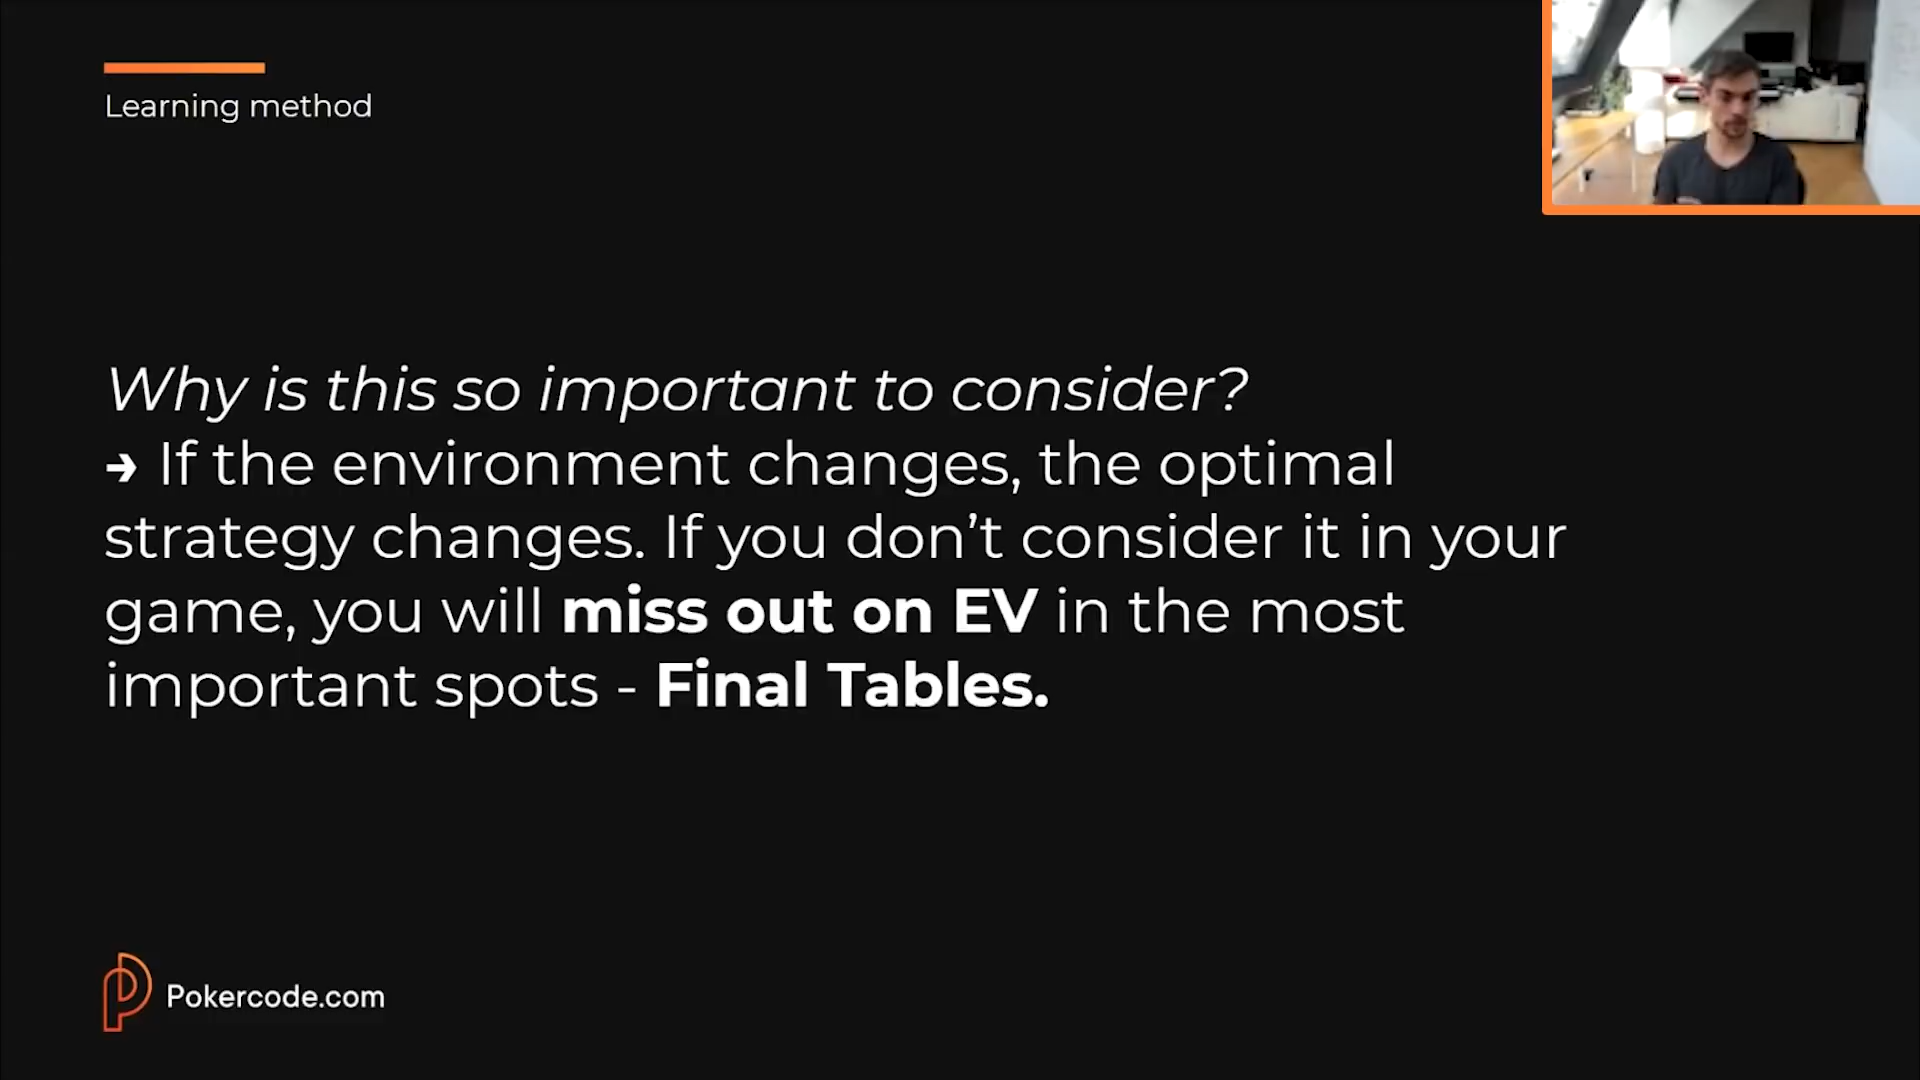 Learning method
Why is this so important to consider?
→ If the environment changes, the optimal
strategy changes. If you don’t consider it in your
game, you will miss out on EV in the most
important spots - Final Tables.
Pokercode.com